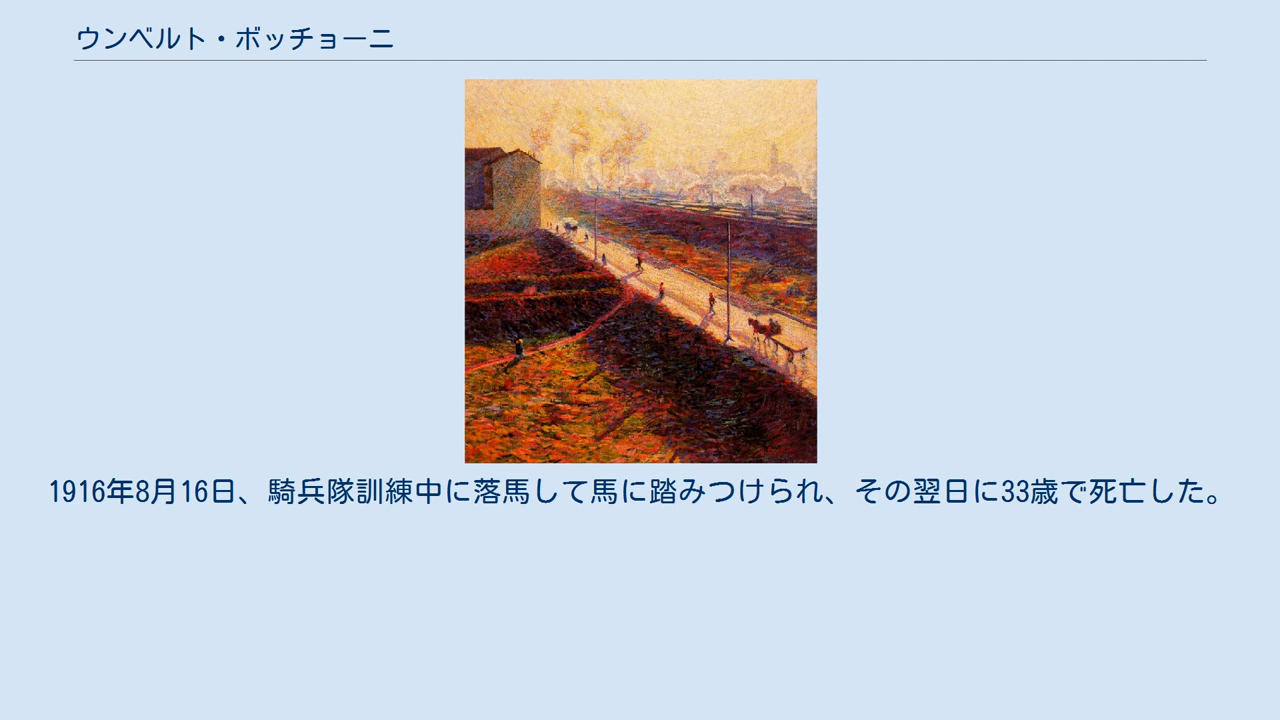 ウンベルト・ボッチョーニ
1916年8月16日、騎兵隊訓練中に落馬して馬に踏みつけられ、その翌日に33歳で死亡した。